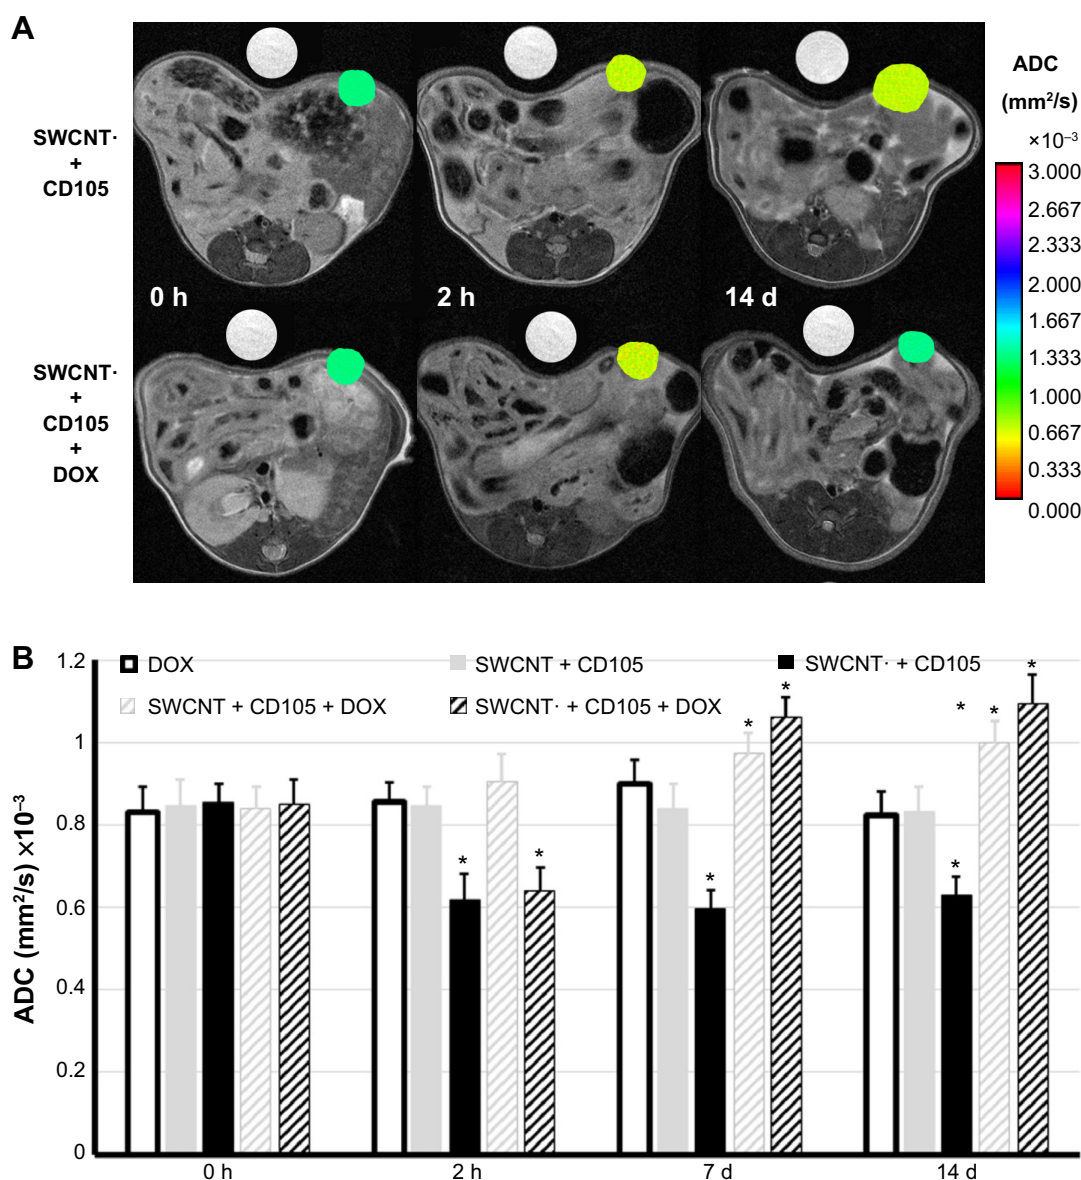 A
SWCNT·
+
CD105
0 h
2 h
14 d
SWCNT·
+
CD105
+
DOX
ADC
(mm²/s)
×10⁻³
3.000
2.667
2.333
2.000
1.667
1.333
1.000
0.667
0.333
0.000
B
DOX
SWCNT + CD105
SWCNT· + CD105
SWCNT + CD105 + DOX
SWCNT· + CD105 + DOX
ADC (mm²/s) ×10⁻³
1.2
1
0.8
0.6
0.4
0.2
0
* * * * * * * * * *
0 h
2 h
7 d
14 d